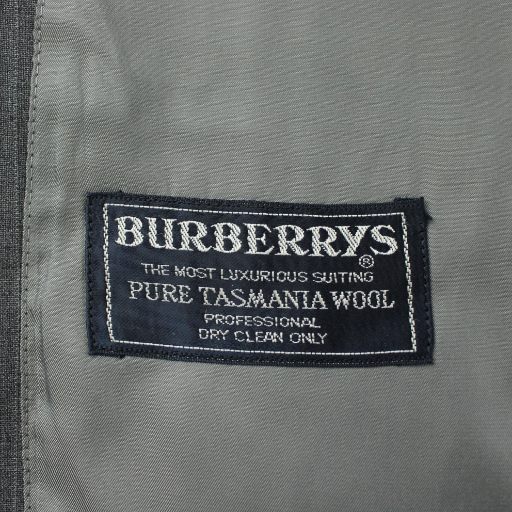 BURBERRYS®
THE MOST LUXURIOUS SUITING
PURE TASMANIA WOOL
PROFESSIONAL
DRY CLEAN ONLY